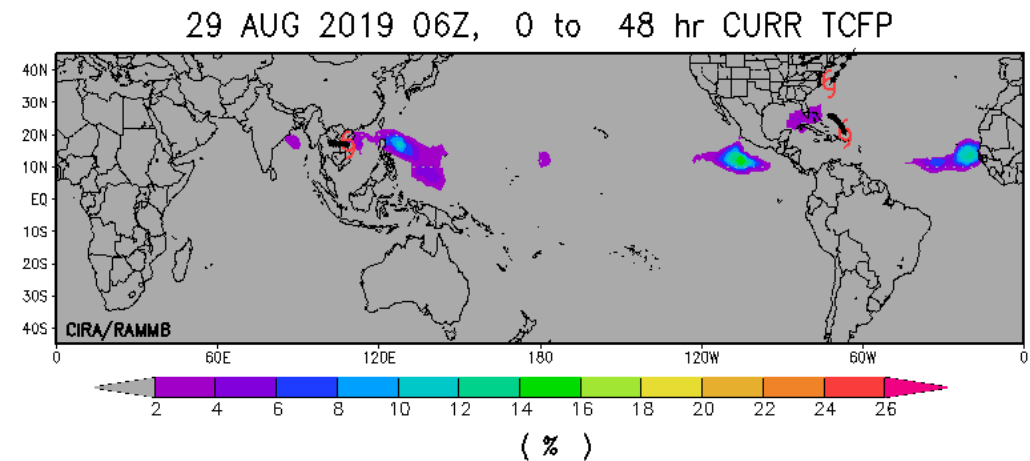 29 AUG 2019 06Z, 0 to 48 hr CURR TCFP
40N
30N
20N
10N
EQ
10S
20S
30S
40S
CIRA/RAMMB
0 60E 120E 180 120W 60W 0
2 4 6 8 10 12 14 16 18 20 22 24 26
( % )